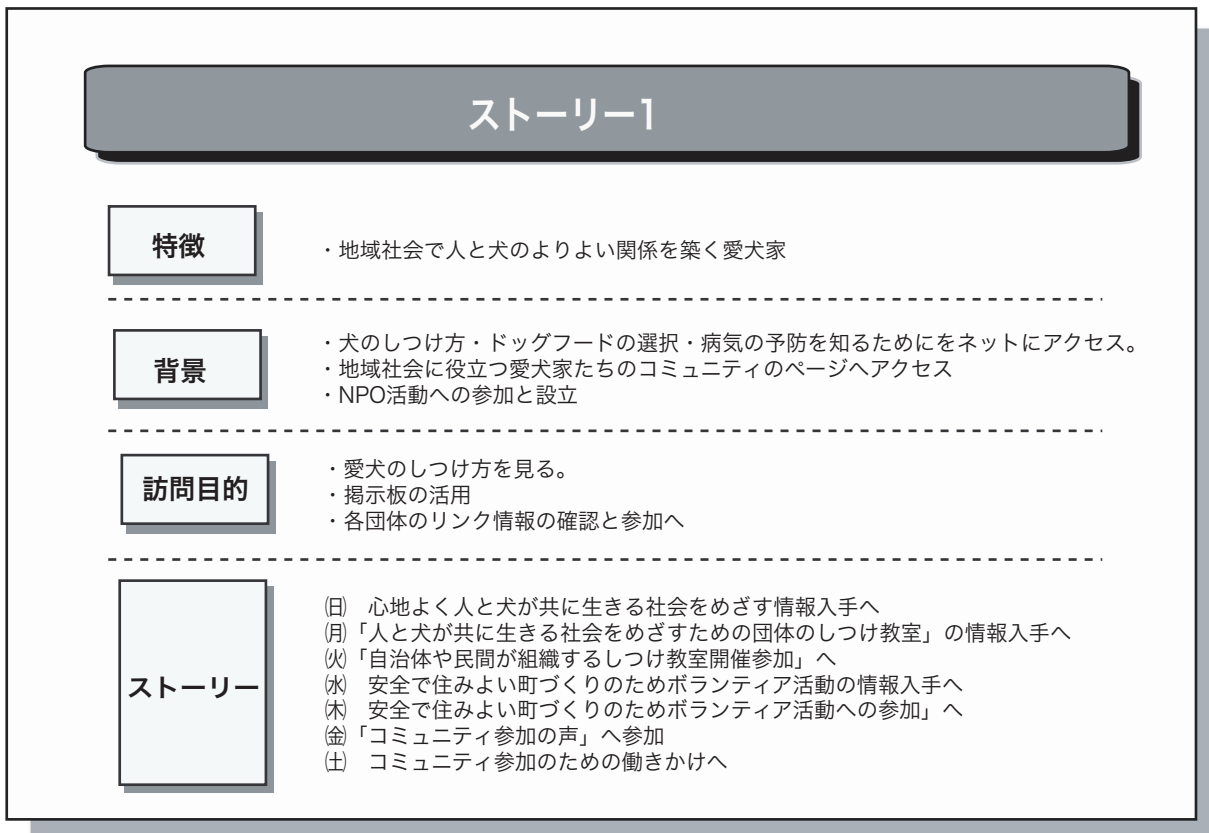 ストーリー1
特徴
・地域社会で人と犬のよりよい関係を築く愛犬家
背景
・犬のしつけ方・ドッグフードの選択・病気の予防を知るためにをネットにアクセス。
・地域社会に役立つ愛犬家たちのコミュニティのページへアクセス
・NPO活動への参加と設立
訪問目的
・愛犬のしつけ方を見る。
・掲示板の活用
・各団体のリンク情報の確認と参加へ
ストーリー
㈰　心地よく人と犬が共に生きる社会をめざす情報入手へ
㈪「人と犬が共に生きる社会をめざすための団体のしつけ教室」の情報入手へ
㈫「自治体や民間が組織するしつけ教室開催参加」へ
㈬　安全で住みよい町づくりのためボランティア活動の情報入手へ
㈭　安全で住みよい町づくりのためボランティア活動への参加」へ
㈮「コミュニティ参加の声」へ参加
㈯　コミュニティ参加のための働きかけへ